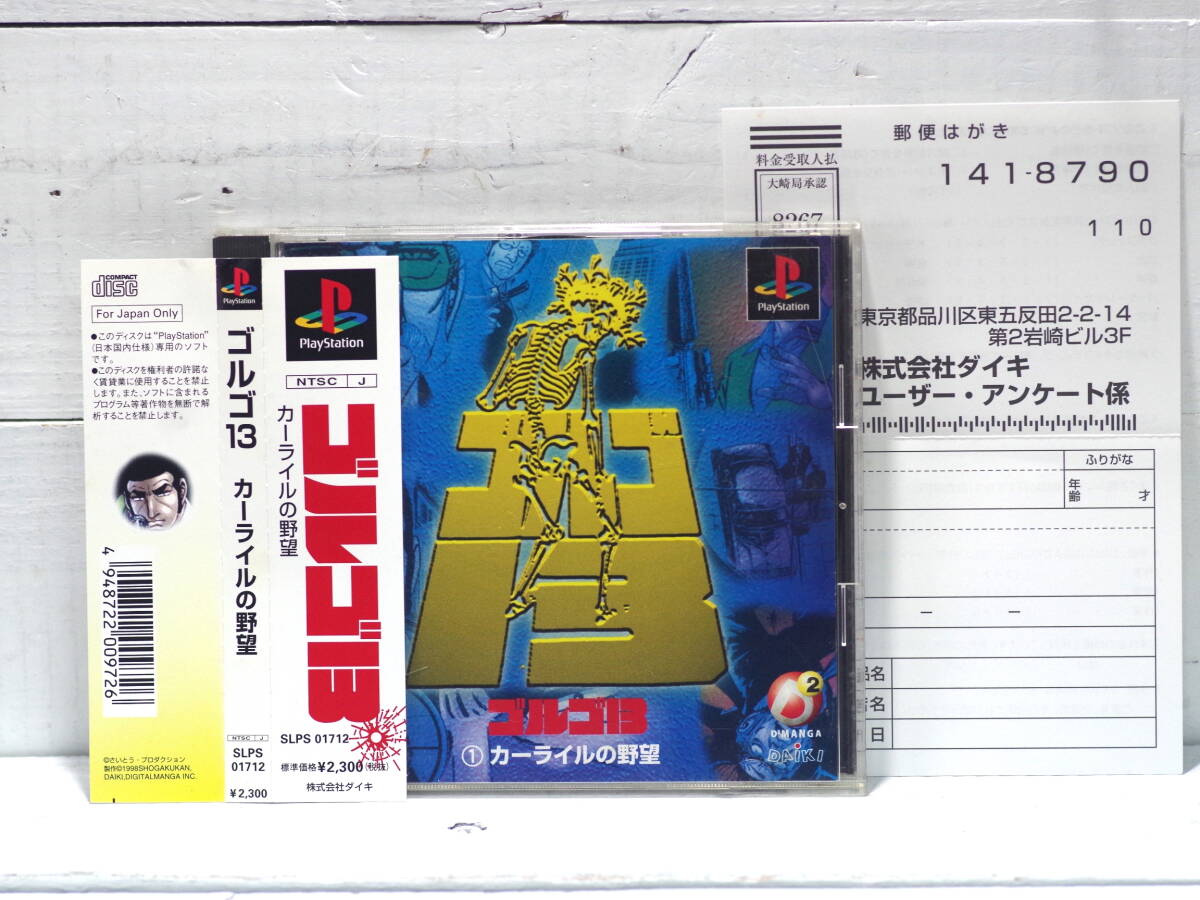 COMPACT
disc
For Japan Only
●このディスクは"PlayStation"
(日本国内仕様)専用のソフト
です。
●このディスクを権利者の許諾な
く賃貸業に使用することを禁止
します。また、ソフトに含まれる
プログラム等著作物を無断で解
析することを禁止します。
4 948722 009726
©さいとう・プロダクション
製作©1998SHOGAKUKAN,
DAIKI,DIGITALMANGA INC.
PlayStation
ゴルゴ13 カーライルの野望
NTSC J
SLPS
01712
¥2,300
PlayStation
NTSC J
ゴルゴ13
カーライルの野望
SLPS 01712
標準価格¥2,300(税抜)
株式会社ダイキ
PlayStation
ゴルゴ13
ゴルゴ13
①カーライルの野望
2
D'MANGA
DAIKI
郵便はがき
料金受取人払
大崎局承認
8267
141-8790
110
東京都品川区東五反田2-2-14
第2岩崎ビル3F
株式会社ダイキ
ユーザー・アンケート係
ふりがな
年齢
才
名
名
日